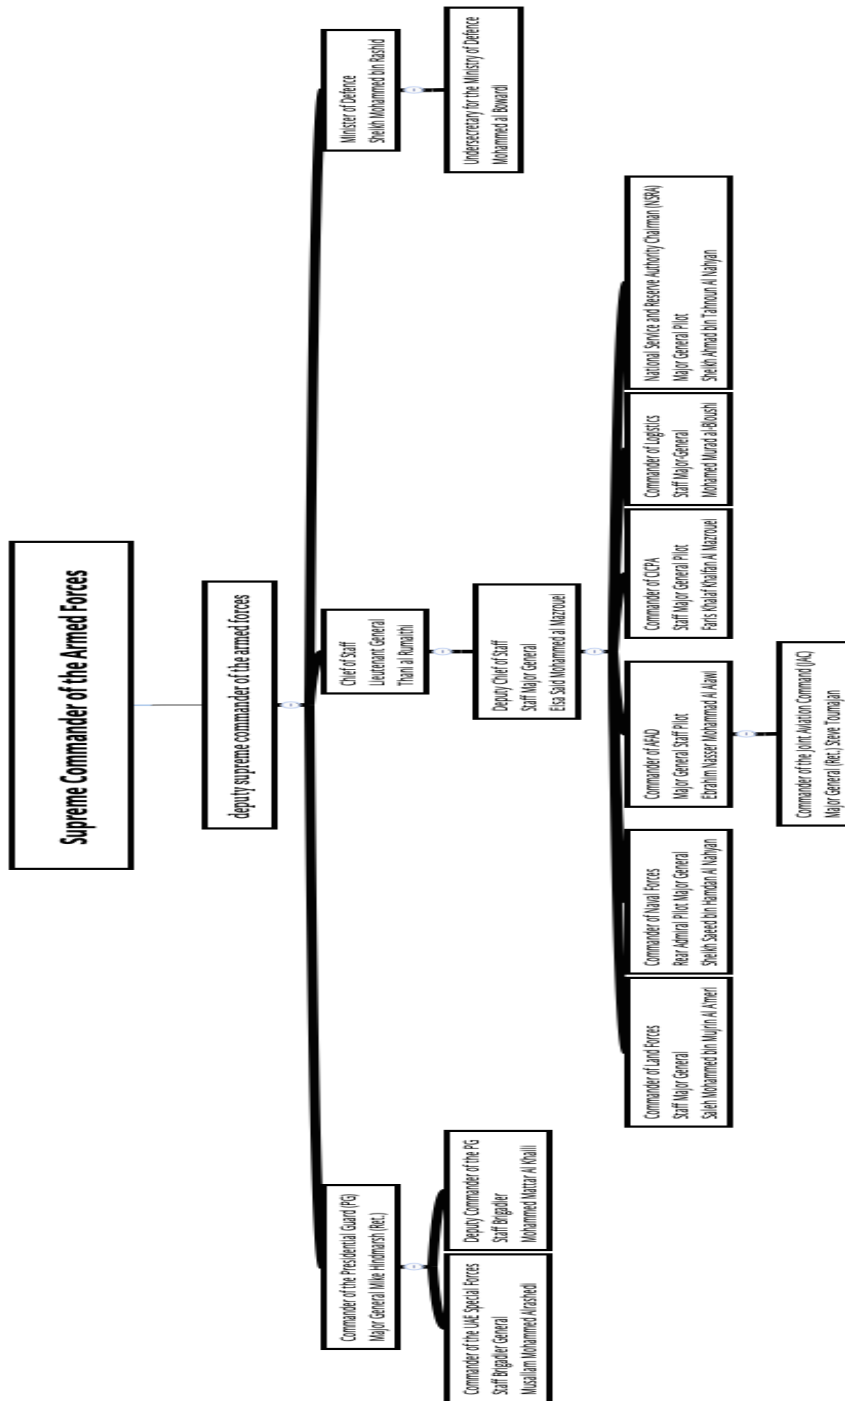 Supreme Commander of the Armed Forces
deputy supreme commander of the armed forces
Commander of the Presidential Guard (PG)
Major General Mike Hindmarsh (Ret.)
Commander of the UAE Special Forces
Staff Brigadier General
Musallam Mohammed Alrashedi
Deputy Commander of the PG
Staff Brigadier
Mohammed Mattar Al Khalli
Chief of Staff
Lieutenant General
Thani al Rumaithi
Deputy Chief of Staff
Staff Major General
Eisa Said Mohammed al Mazrouei
Commander of Land Forces
Staff Major General
Saleh Mohammed bin Mujrin Al A'meri
Commander of Naval Forces
Rear Admiral Pilot Major General
Sheikh Saeed bin Hamdan Al Nahyan
Commander of AFAD
Major General Staff Pilot
Ebrahim Nasser Mohammad Al Alawi
Commander of the Joint Aviation Command (JAC)
Major General (Ret.) Steve Toumajan
Commander of CICPA
Staff Major General Pilot
Faris Khalaf Khalfan Al Mazrouei
Commander of Logistics
Staff Major-General
Mohamed Murad al-Bloushi
National Service and Reserve Authority Chairman (NSRA)
Major General Pilot
Sheikh Ahmad bin Tahnoun Al Nahyan
Minister of Defence
Sheikh Mohammed bin Rashid
Undersecretary for the Ministry of Defence
Mohammed al Bowardi